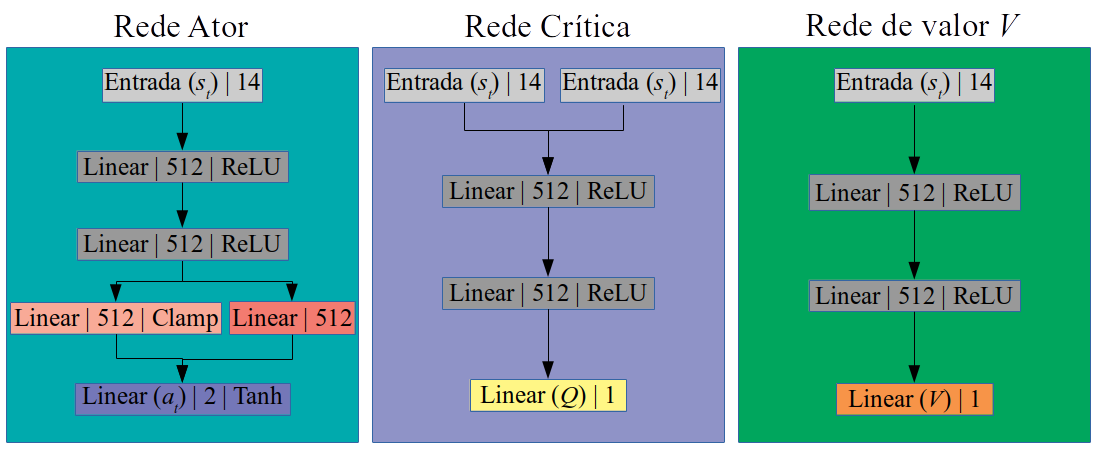 Rede Ator
Entrada (s_t) | 14
Linear | 512 | ReLU
Linear | 512 | ReLU
Linear | 512 | Clamp
Linear | 512
Linear (a_t) | 2 | Tanh
Rede Crítica
Entrada (s_t) | 14
Entrada (s_t) | 14
Linear | 512 | ReLU
Linear | 512 | ReLU
Linear (Q) | 1
Rede de valor V
Entrada (s_t) | 14
Linear | 512 | ReLU
Linear | 512 | ReLU
Linear (V) | 1